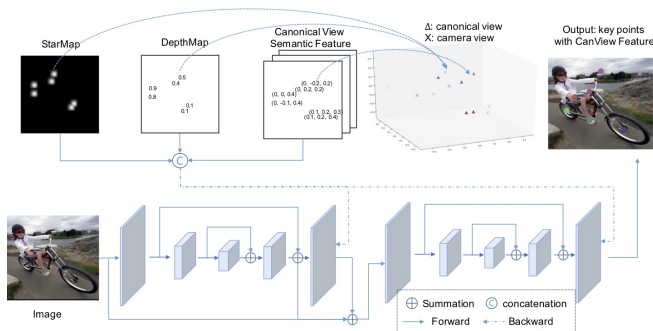 StarMap
DepthMap
Canonical View
Semantic Feature
Δ: canonical view
X: camera view
Output: key points
with CanView Feature
0.5
0.4
0.9
0.8
0.1
0.1
(0, -0.2, 0.2)
(0, 0.2, 0.2)
(0, 0, 0.4)
(0, -0.1, 0.4)
(0.1, 0.2, 0.3)
(0.1, 0.2, 0.4)
C
Image
Summation
C concatenation
Forward
Backward